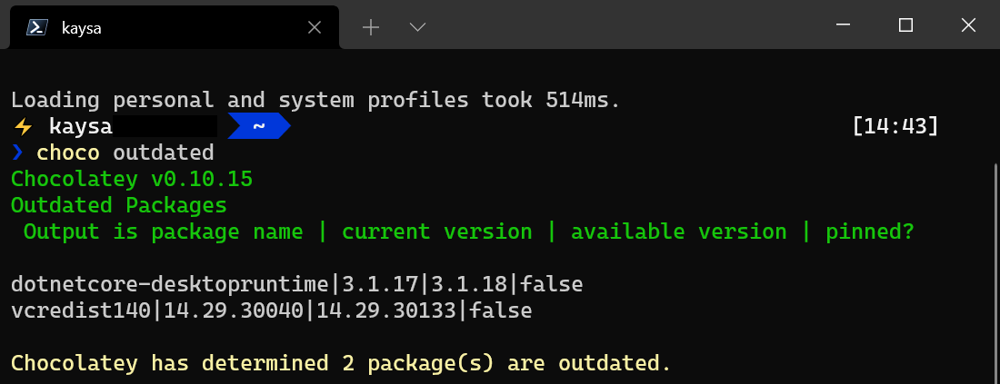 kaysa
Loading personal and system profiles took 514ms.
⚡ kaysa ~ [14:43]
❯ choco outdated
Chocolatey v0.10.15
Outdated Packages
 Output is package name | current version | available version | pinned?
dotnetcore-desktopruntime|3.1.17|3.1.18|false
vcredist140|14.29.30040|14.29.30133|false
Chocolatey has determined 2 package(s) are outdated.